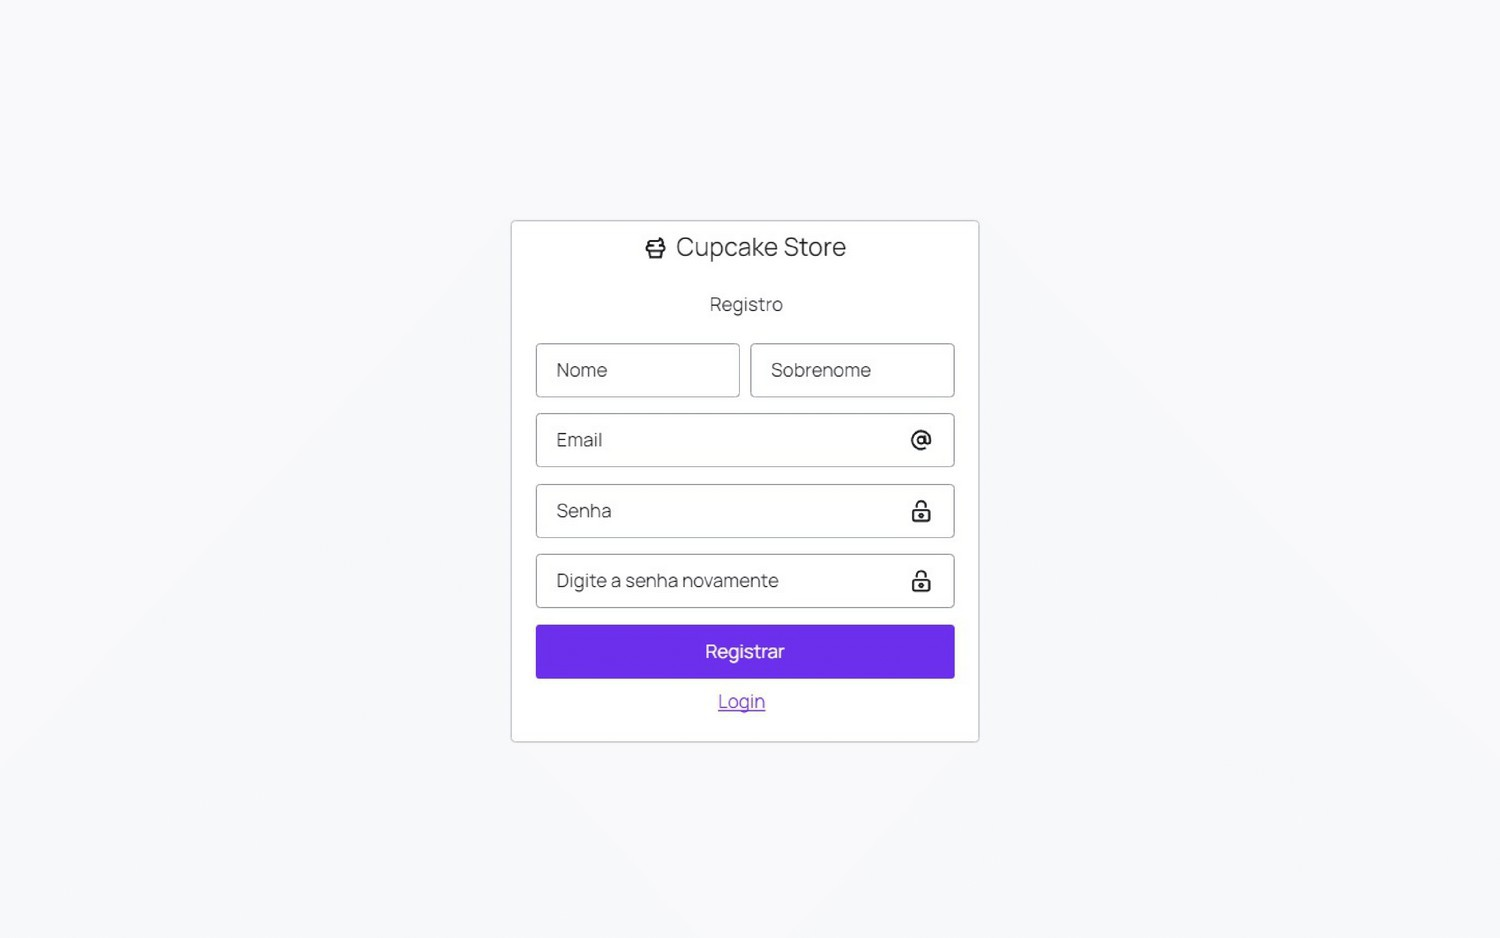 Cupcake Store
Registro
Nome Sobrenome
Email
Senha
Digite a senha novamente
Registrar
Login